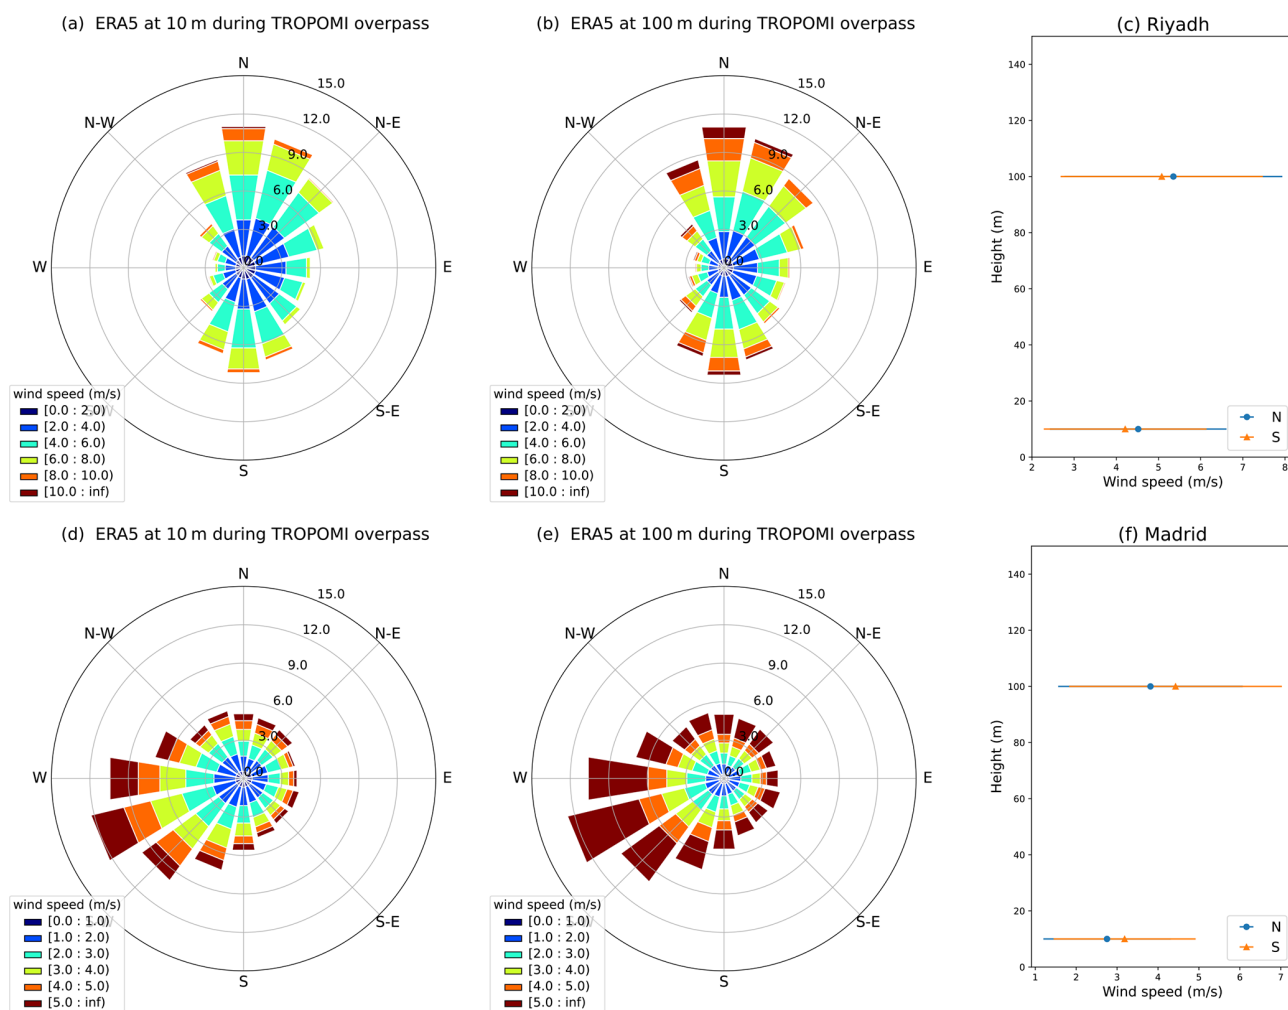 (a) ERA5 at 10 m during TROPOMI overpass
N
15.0
12.0
9.0
6.0
3.0
0.0
N-W
N-E
W
E
S-E
S
wind speed (m/s)
[0.0 : 2.0)
[2.0 : 4.0)
[4.0 : 6.0)
[6.0 : 8.0)
[8.0 : 10.0)
[10.0 : inf)
(b) ERA5 at 100 m during TROPOMI overpass
N
15.0
12.0
9.0
6.0
3.0
0.0
N-W
N-E
W
E
S-E
S
wind speed (m/s)
[0.0 : 2.0)
[2.0 : 4.0)
[4.0 : 6.0)
[6.0 : 8.0)
[8.0 : 10.0)
[10.0 : inf)
(c) Riyadh
Height (m)
140
120
100
80
60
40
20
0
2 3 4 5 6 7 8
Wind speed (m/s)
N
S
(d) ERA5 at 10 m during TROPOMI overpass
N
15.0
12.0
9.0
6.0
3.0
0.0
N-W
N-E
W
E
S-E
S
wind speed (m/s)
[0.0 : 1.0)
[1.0 : 2.0)
[2.0 : 3.0)
[3.0 : 4.0)
[4.0 : 5.0)
[5.0 : inf)
(e) ERA5 at 100 m during TROPOMI overpass
N
15.0
12.0
9.0
6.0
3.0
0.0
N-W
N-E
W
E
S-E
S
wind speed (m/s)
[0.0 : 1.0)
[1.0 : 2.0)
[2.0 : 3.0)
[3.0 : 4.0)
[4.0 : 5.0)
[5.0 : inf)
(f) Madrid
Height (m)
140
120
100
80
60
40
20
0
1 2 3 4 5 6 7
Wind speed (m/s)
N
S